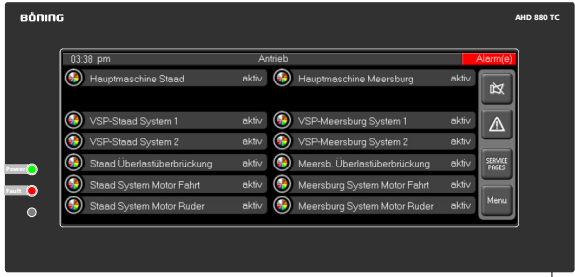 BÖNING
AHD 880 TC
03:38 pm Antrieb Alarm(e)
Hauptmaschine Staad aktiv Hauptmaschine Meersburg aktiv
VSP-Staad System 1 aktiv VSP-Meersburg System 1 aktiv
VSP-Staad System 2 aktiv VSP-Meersburg System 2 aktiv
Staad Überlastüberbrückung aktiv Meersb. Überlastüberbrückung aktiv
SERVICE
PAGES
Power
Staad System Motor Fahrt aktiv Meersburg System Motor Fahrt aktiv
Fault
Staad System Motor Ruder aktiv Meersburg System Motor Ruder aktiv
Menu